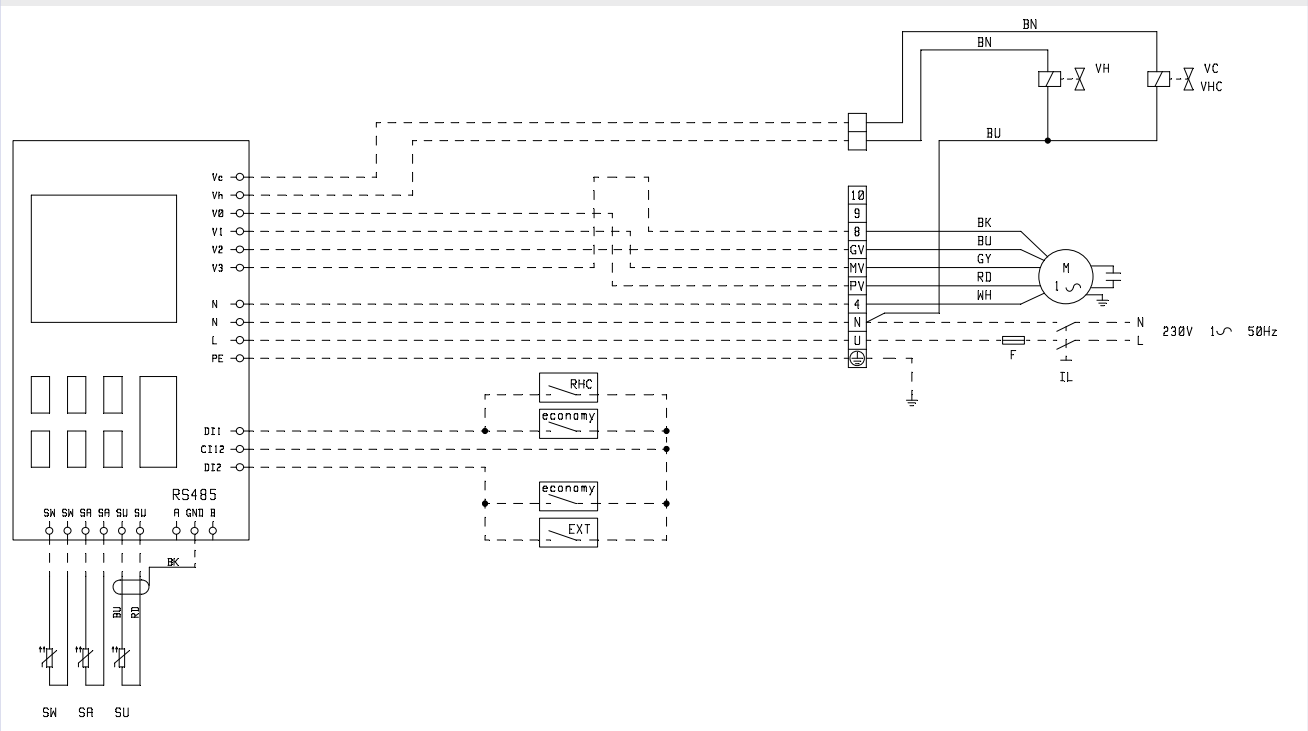 BN
BN
VH
VC
VHC
BU
Vc
Vh
V0
V1
V2
V3
N
N
L
PE
10
9
8
GV
MV
PV
4
N
U
BK
BU
GY
RD
WH
M
1
N
L
230V 1 50Hz
F
IL
RHC
economy
economy
EXT
DI1
CI12
DI2
RS485
SW SW SA SA SU SU A GND B
BK
BU
RD
SW SA SU